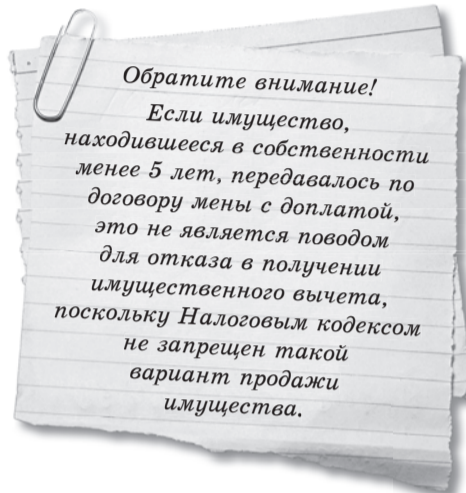 Обратите внимание!
Если имущество,
находившееся в собственности
менее 5 лет, передавалось по
договору мены с доплатой,
это не является поводом
для отказа в получении
имущественного вычета,
поскольку Налоговым кодексом
не запрещен такой
вариант продажи
имущества.